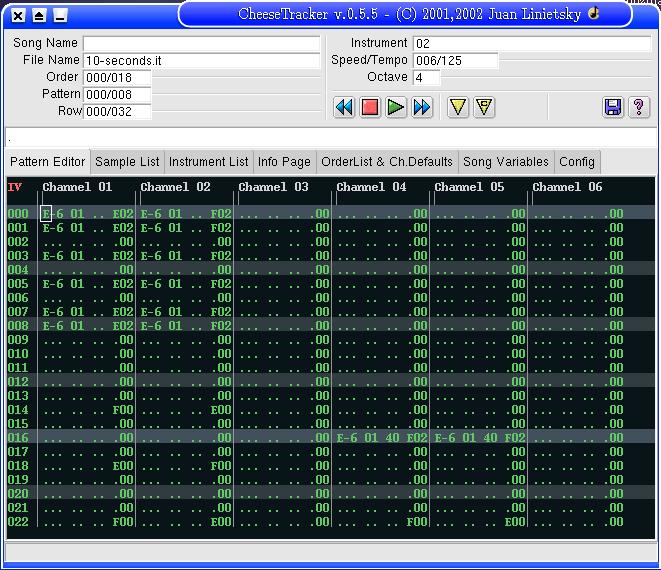 CheeseTracker v.0.5.5 - (C) 2001,2002 Juan Linietsky
Song Name
Instrument 02
File Name 10-seconds.it
Speed/Tempo 006/125
Order 000/018
Octave 4
Pattern 000/008
Row 000/032
.
Pattern Editor Sample List Instrument List Info Page OrderList & Ch.Defaults Song Variables Config
IV Channel 01 Channel 02 Channel 03 Channel 04 Channel 05 Channel 06
000 E-6 01 .. E02 E-6 01 .. F02 ... .. .. .00 ... .. .. .00 ... .. .. .00 ... .. .. .00
001 E-6 01 .. E02 E-6 01 .. F02 ... .. .. .00 ... .. .. .00 ... .. .. .00 ... .. .. .00
002 ... .. .. .00 ... .. .. .00 ... .. .. .00 ... .. .. .00 ... .. .. .00 ... .. .. .00
003 E-6 01 .. E02 E-6 01 .. F02 ... .. .. .00 ... .. .. .00 ... .. .. .00 ... .. .. .00
004 ... .. .. .00 ... .. .. .00 ... .. .. .00 ... .. .. .00 ... .. .. .00 ... .. .. .00
005 E-6 01 .. E02 E-6 01 .. F02 ... .. .. .00 ... .. .. .00 ... .. .. .00 ... .. .. .00
006 ... .. .. .00 ... .. .. .00 ... .. .. .00 ... .. .. .00 ... .. .. .00 ... .. .. .00
007 E-6 01 .. E02 E-6 01 .. F02 ... .. .. .00 ... .. .. .00 ... .. .. .00 ... .. .. .00
008 E-6 01 .. E02 E-6 01 .. F02 ... .. .. .00 ... .. .. .00 ... .. .. .00 ... .. .. .00
009 ... .. .. .00 ... .. .. .00 ... .. .. .00 ... .. .. .00 ... .. .. .00 ... .. .. .00
010 ... .. .. .00 ... .. .. .00 ... .. .. .00 ... .. .. .00 ... .. .. .00 ... .. .. .00
011 ... .. .. .00 ... .. .. .00 ... .. .. .00 ... .. .. .00 ... .. .. .00 ... .. .. .00
012 ... .. .. .00 ... .. .. .00 ... .. .. .00 ... .. .. .00 ... .. .. .00 ... .. .. .00
013 ... .. .. .00 ... .. .. .00 ... .. .. .00 ... .. .. .00 ... .. .. .00 ... .. .. .00
014 ... .. .. F00 ... .. .. E00 ... .. .. .00 ... .. .. .00 ... .. .. .00 ... .. .. .00
015 ... .. .. .00 ... .. .. .00 ... .. .. .00 ... .. .. .00 ... .. .. .00 ... .. .. .00
016 ... .. .. .00 ... .. .. .00 ... .. .. .00 E-6 01 40 E02 E-6 01 40 F02 ... .. .. .00
017 ... .. .. .00 ... .. .. .00 ... .. .. .00 ... .. .. .00 ... .. .. .00 ... .. .. .00
018 ... .. .. E00 ... .. .. F00 ... .. .. .00 ... .. .. .00 ... .. .. .00 ... .. .. .00
019 ... .. .. .00 ... .. .. .00 ... .. .. .00 ... .. .. .00 ... .. .. .00 ... .. .. .00
020 ... .. .. .00 ... .. .. .00 ... .. .. .00 ... .. .. .00 ... .. .. .00 ... .. .. .00
021 ... .. .. .00 ... .. .. .00 ... .. .. .00 ... .. .. .00 ... .. .. .00 ... .. .. .00
022 ... .. .. F00 ... .. .. E00 ... .. .. .00 ... .. .. F00 ... .. .. E00 ... .. .. .00